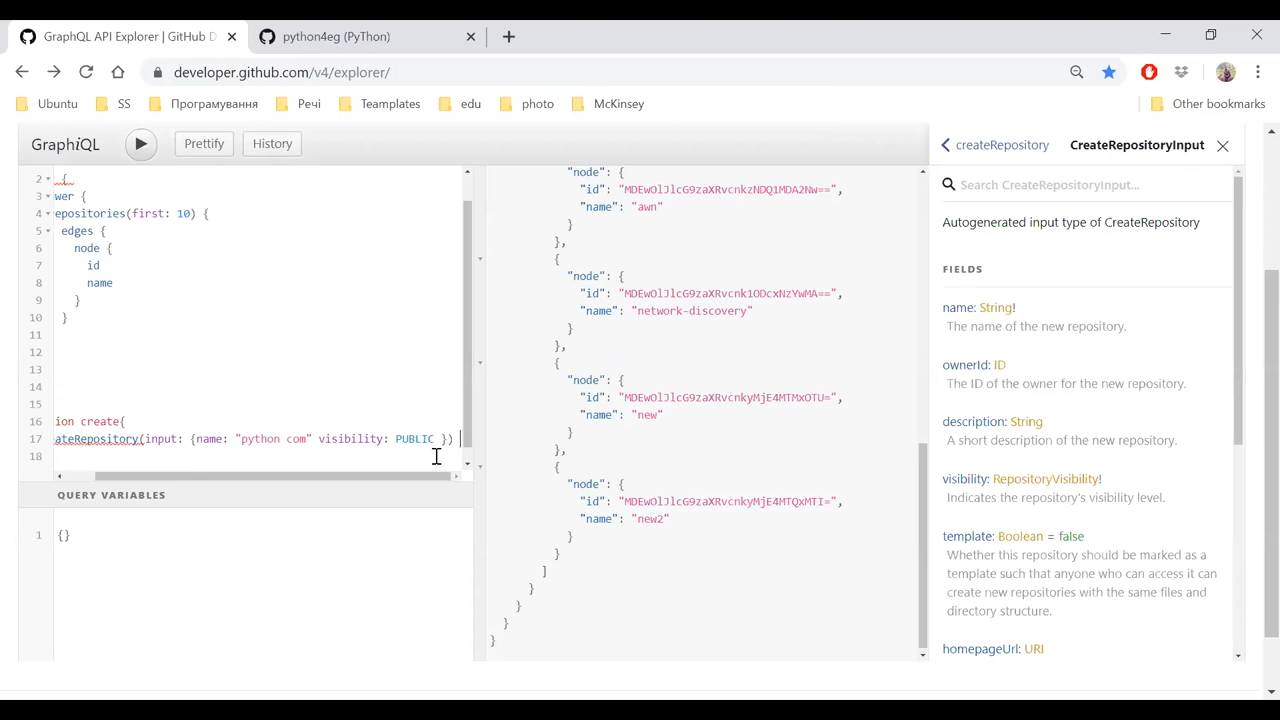 GraphQL API Explorer | GitHub D
python4eg (PyThon)
developer.github.com/v4/explorer/
Ubuntu
SS
Програмування
Речі
Teamplates
edu
photo
McKinsey
Other bookmarks
GraphiQL
Prettify
History
2 {
3 wer {
4 epositories(first: 10) {
5 edges {
6 node {
7 id
8 name
9 }
10 }
11
12
13
14
15
16 ion create{
17 ateRepository(input: {name: "python com" visibility: PUBLIC })
18
QUERY VARIABLES
1 {}
"node": {
"id": "MDEwOlJlcG9zaXRvcnkzNDQ1MDA2Nw==",
"name": "awn"
}
},
{
"node": {
"id": "MDEwOlJlcG9zaXRvcnk1ODcxNzYwMA==",
"name": "network-discovery"
}
},
{
"node": {
"id": "MDEwOlJlcG9zaXRvcnkyMjE4MTMxOTU=",
"name": "new"
}
},
{
"node": {
"id": "MDEwOlJlcG9zaXRvcnkyMjE4MTQxMTI=",
"name": "new2"
}
}
]
}
}
}
}
createRepository
CreateRepositoryInput
Search CreateRepositoryInput...
Autogenerated input type of CreateRepository
FIELDS
name: String!
The name of the new repository.
ownerId: ID
The ID of the owner for the new repository.
description: String
A short description of the new repository.
visibility: RepositoryVisibility!
Indicates the repository's visibility level.
template: Boolean = false
Whether this repository should be marked as a
template such that anyone who can access it can
create new repositories with the same files and
directory structure.
homepageUrl: URI